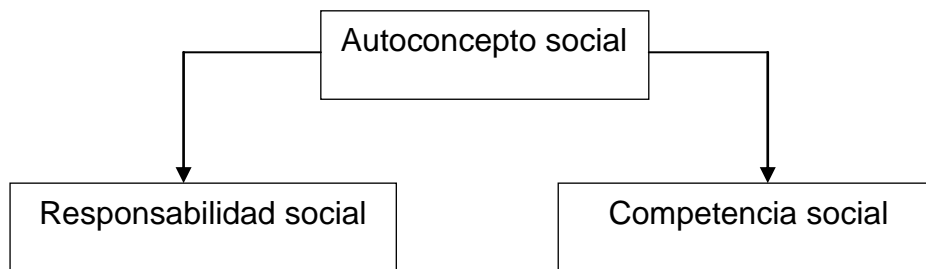 Autoconcepto social
Responsabilidad social
Competencia social